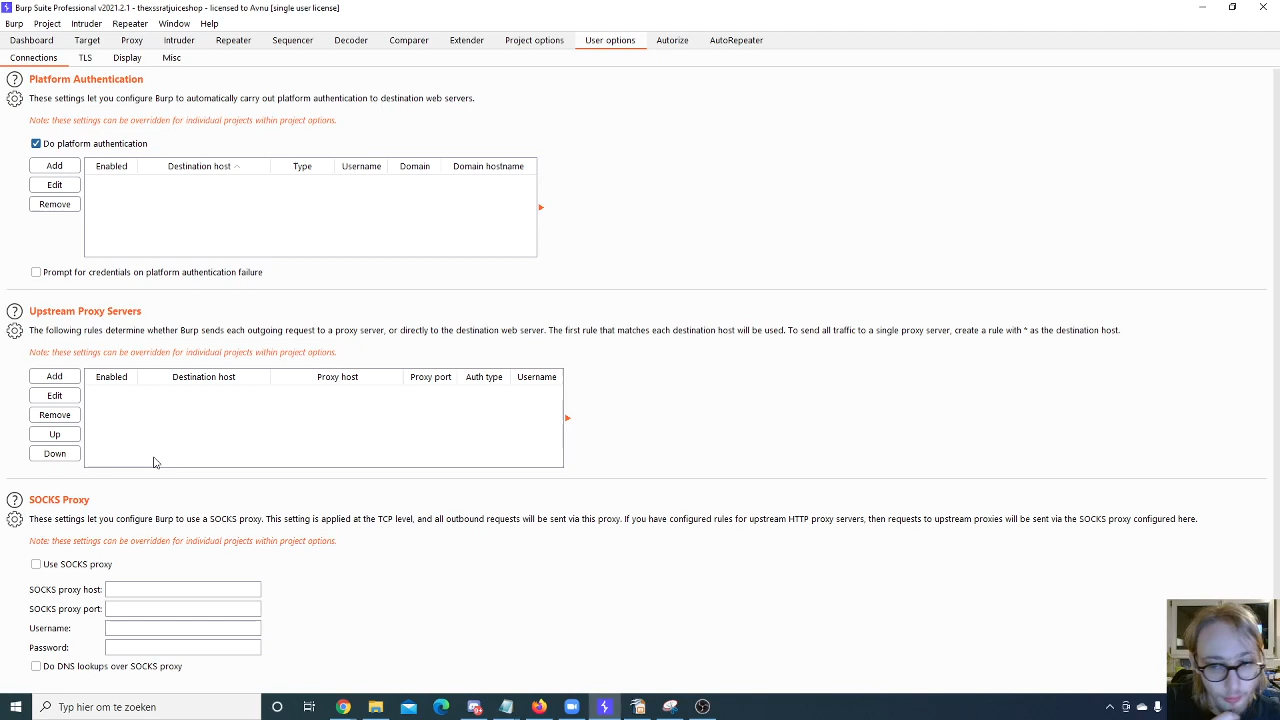 Burp Suite Professional v2021.2.1 - thexssratjuiceshop - licensed to Avnu [single user license]
Burp Project Intruder Repeater Window Help
Dashboard Target Proxy Intruder Repeater Sequencer Decoder Comparer Extender Project options User options Autorize AutoRepeater
Connections TLS Display Misc
? Platform Authentication
These settings let you configure Burp to automatically carry out platform authentication to destination web servers.
Note: these settings can be overridden for individual projects within project options.
Do platform authentication
Add Enabled Destination host Type Username Domain Domain hostname
Edit
Remove
Prompt for credentials on platform authentication failure
? Upstream Proxy Servers
The following rules determine whether Burp sends each outgoing request to a proxy server, or directly to the destination web server. The first rule that matches each destination host will be used. To send all traffic to a single proxy server, create a rule with * as the destination host.
Note: these settings can be overridden for individual projects within project options.
Add Enabled Destination host Proxy host Proxy port Auth type Username
Edit
Remove
Up
Down
? SOCKS Proxy
These settings let you configure Burp to use a SOCKS proxy. This setting is applied at the TCP level, and all outbound requests will be sent via this proxy. If you have configured rules for upstream HTTP proxy servers, then requests to upstream proxies will be sent via the SOCKS proxy configured here.
Note: these settings can be overridden for individual projects within project options.
Use SOCKS proxy
SOCKS proxy host:
SOCKS proxy port:
Username:
Password:
Do DNS lookups over SOCKS proxy
Typ hier om te zoeken